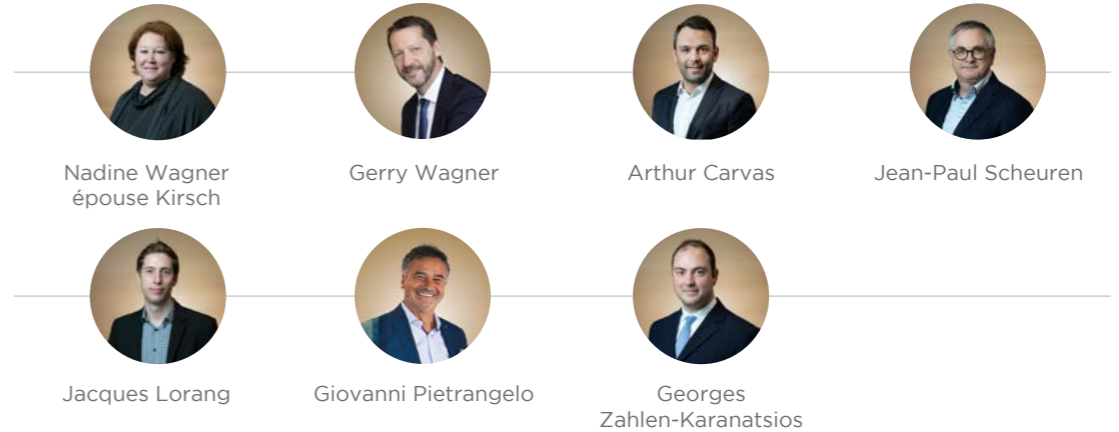 Nadine Wagner
épouse Kirsch
Gerry Wagner
Arthur Carvas
Jean-Paul Scheuren
Jacques Lorang
Giovanni Pietrangelo
Georges
Zahlen-Karanatsios